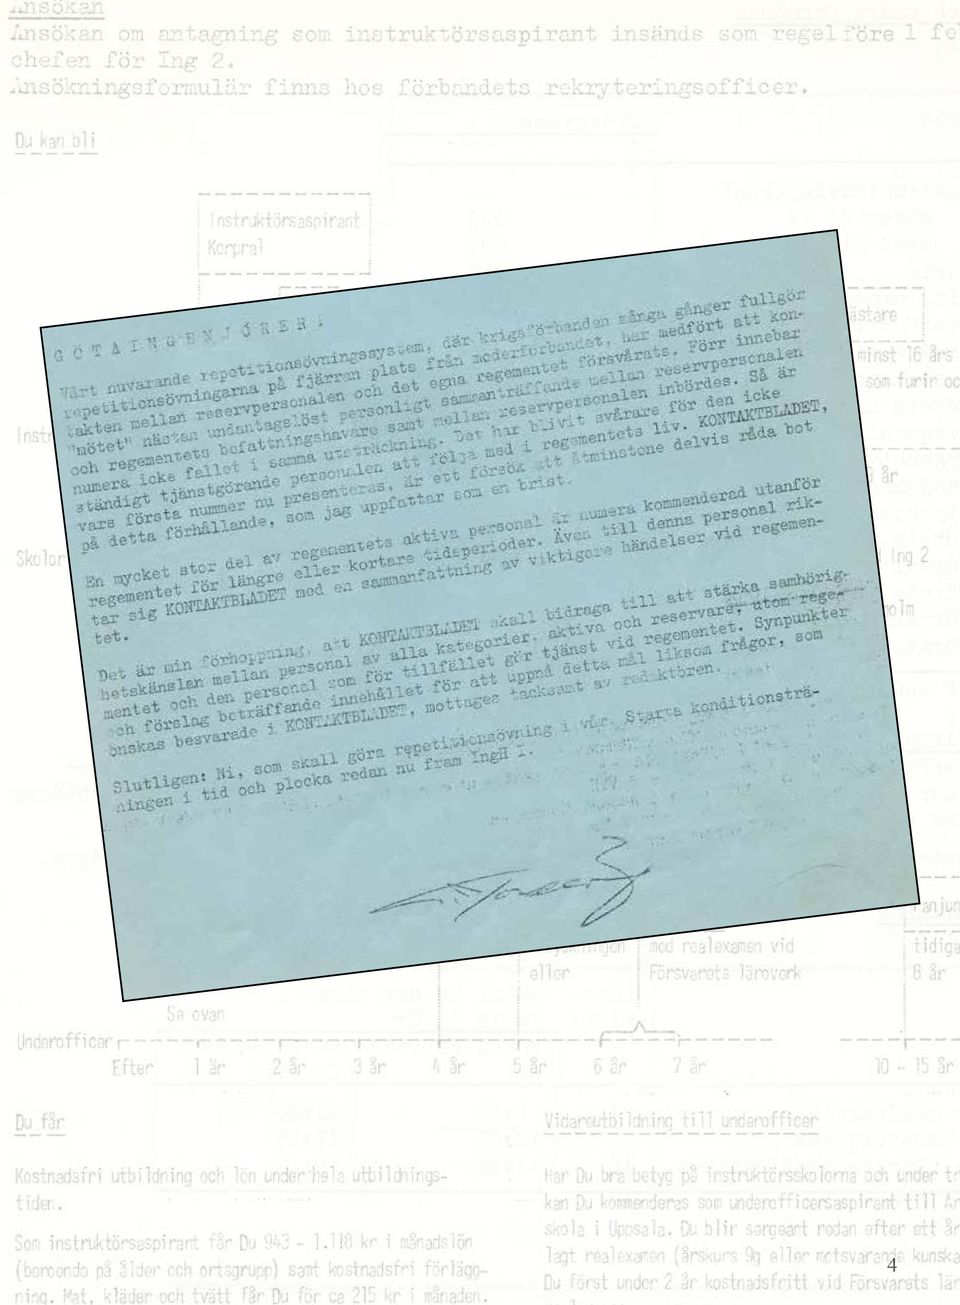 Ansökan
Ansökan om antagning som instruktörsaspirant insänds som regel före 1 fe
chefen för Ing 2.
Ansökningsformulär finns hos förbandets rekryteringsofficer.
Du kan bli
Instruktörsaspirant
Korpral
GÖTAINGENJÖRER:
Vårt nuvarande repetitionsövningssystem, där krigsförbanden många gånger fullgör
repetitionsövningarna på fjärran plats från moderförbandet, har medfört att kon-
takten mellan reservpersonalen och det egna regementet försvårats. Förr innebar
"mötet" nästan undantagslöst personligt sammanträffande mellan reservpersonalen
och regementets befattningshavare samt mellan reservpersonalen inbördes. Så är
numera icke fallet i samma utsträckning. Det har blivit svårare för den icke
ständigt tjänstgörande personalen att följa med i regementets liv. KONTAKTBLADET,
vars första nummer nu presenteras, är ett försök att åtminstone delvis råda bot
på detta förhållande, som jag uppfattar som en brist.
En mycket stor del av regementets aktiva personal är numera kommenderad utanför
regementet för längre eller kortare tidsperioder. Även till denna personal rik-
tar sig KONTAKTBLADET med en sammanfattning av viktigare händelser vid regemen-
tet.
Det är min förhoppning, att KONTAKTBLADET skall bidraga till att stärka samhörig-
hetskänslan mellan personal av alla kategorier, aktiva och reservare, utom rege
mentet och den personal som för tillfället gör tjänst vid regementet. Synpunkter
och förslag beträffande innehållet för att uppnå detta mål liksom frågor, som
önskas besvarade i KONTAKTBLADET, mottages tacksamt av redaktören.
Slutligen: Ni, som skall göra repetitionsövning i vår. Starta konditionsträ-
ningen i tid och plocka redan nu fram IngH I.
ästare
minst 16 års
som furir oc
Instr
år
Skolor
Ing 2
olm
anjun
med realexamen vid
tidiga
eller
Försvarets läroverk
8 år
Se ovan
Underofficer
Efter 1 år 2 år 3 år 4 år 5 år 6 år 7 år 10 - 15 år
Du får
Kostnadsfri utbildning och lön under hela utbildnings-
tiden.
Som instruktörsaspirant får Du 943 - 1.118 kr i månadslön
(beroende på ålder och ortsgrupp) samt kostnadsfri förlägg-
ning. Mat, kläder och tvätt får Du för ca 215 kr i månaden.
Vidareutbildning till underofficer
Har Du bra betyg på instruktörsskolorna och under tr
kan Du kommenderas som underofficersaspirant till Ar
skola i Uppsala. Du blir sergeant redan efter ett år
lagt realexamen (årskurs 9g eller motsvarande kunska
Du först under 2 år kostnadsfritt vid Försvarets lär
4